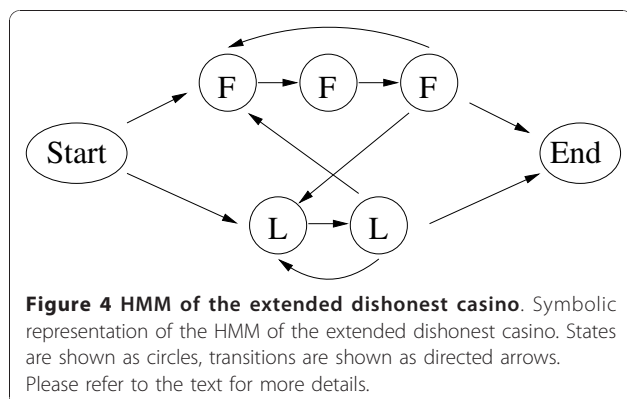 F F F
Start End
L L
Figure 4 HMM of the extended dishonest casino. Symbolic
representation of the HMM of the extended dishonest casino. States
are shown as circles, transitions are shown as directed arrows.
Please refer to the text for more details.